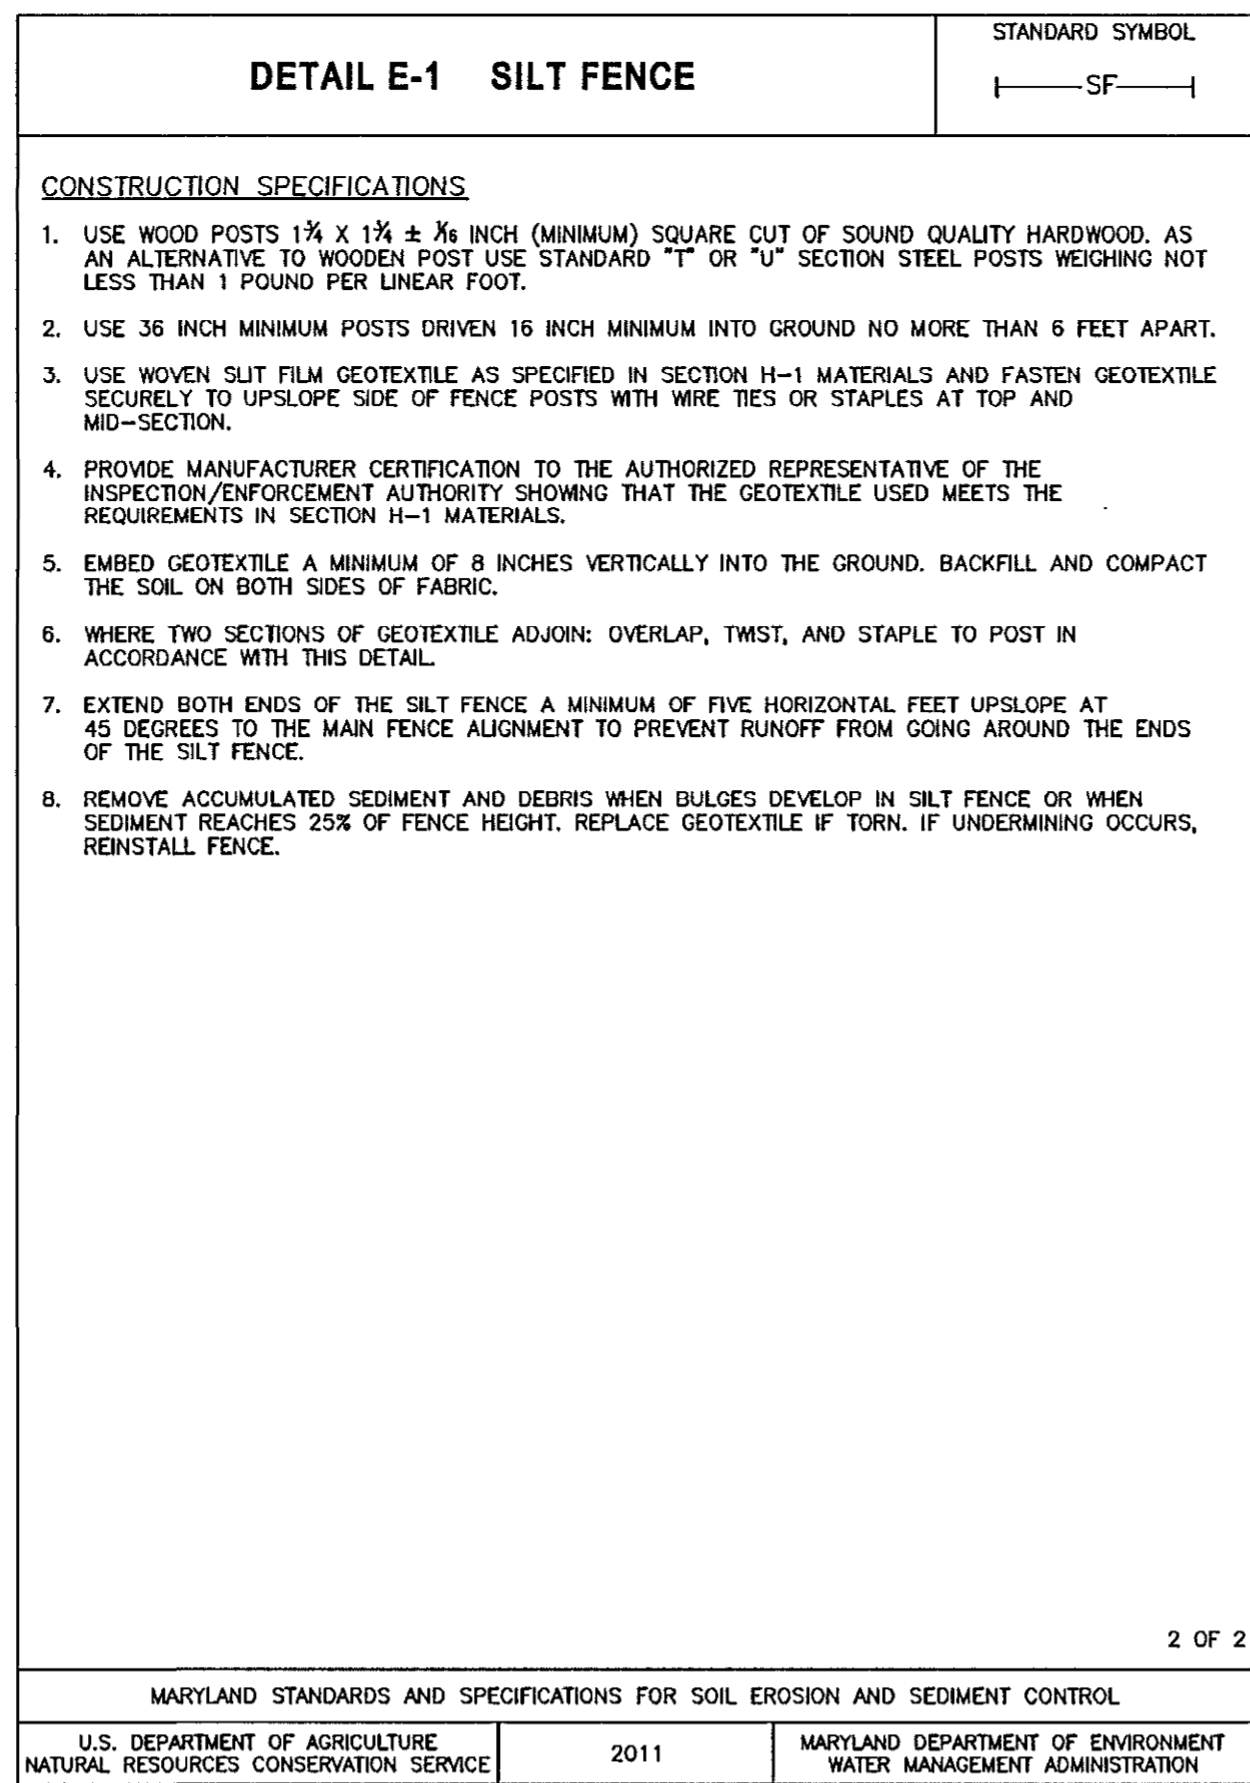 STANDARD SYMBOL
DETAIL E-1 SILT FENCE
SF
CONSTRUCTION SPECIFICATIONS
1. USE WOOD POSTS 1¾ X 1¾ ± 1/16 INCH (MINIMUM) SQUARE CUT OF SOUND QUALITY HARDWOOD. AS
AN ALTERNATIVE TO WOODEN POST USE STANDARD "T" OR "U" SECTION STEEL POSTS WEIGHING NOT
LESS THAN 1 POUND PER LINEAR FOOT.
2. USE 36 INCH MINIMUM POSTS DRIVEN 16 INCH MINIMUM INTO GROUND NO MORE THAN 6 FEET APART.
3. USE WOVEN SLIT FILM GEOTEXTILE AS SPECIFIED IN SECTION H-1 MATERIALS AND FASTEN GEOTEXTILE
SECURELY TO UPSLOPE SIDE OF FENCE POSTS WITH WIRE TIES OR STAPLES AT TOP AND
MID-SECTION.
4. PROVIDE MANUFACTURER CERTIFICATION TO THE AUTHORIZED REPRESENTATIVE OF THE
INSPECTION/ENFORCEMENT AUTHORITY SHOWING THAT THE GEOTEXTILE USED MEETS THE
REQUIREMENTS IN SECTION H-1 MATERIALS.
5. EMBED GEOTEXTILE A MINIMUM OF 8 INCHES VERTICALLY INTO THE GROUND. BACKFILL AND COMPACT
THE SOIL ON BOTH SIDES OF FABRIC.
6. WHERE TWO SECTIONS OF GEOTEXTILE ADJOIN: OVERLAP, TWIST, AND STAPLE TO POST IN
ACCORDANCE WITH THIS DETAIL.
7. EXTEND BOTH ENDS OF THE SILT FENCE A MINIMUM OF FIVE HORIZONTAL FEET UPSLOPE AT
45 DEGREES TO THE MAIN FENCE ALIGNMENT TO PREVENT RUNOFF FROM GOING AROUND THE ENDS
OF THE SILT FENCE.
8. REMOVE ACCUMULATED SEDIMENT AND DEBRIS WHEN BULGES DEVELOP IN SILT FENCE OR WHEN
SEDIMENT REACHES 25% OF FENCE HEIGHT. REPLACE GEOTEXTILE IF TORN. IF UNDERMINING OCCURS,
REINSTALL FENCE.
2 OF 2
MARYLAND STANDARDS AND SPECIFICATIONS FOR SOIL EROSION AND SEDIMENT CONTROL
U.S. DEPARTMENT OF AGRICULTURE
NATURAL RESOURCES CONSERVATION SERVICE
2011
MARYLAND DEPARTMENT OF ENVIRONMENT
WATER MANAGEMENT ADMINISTRATION